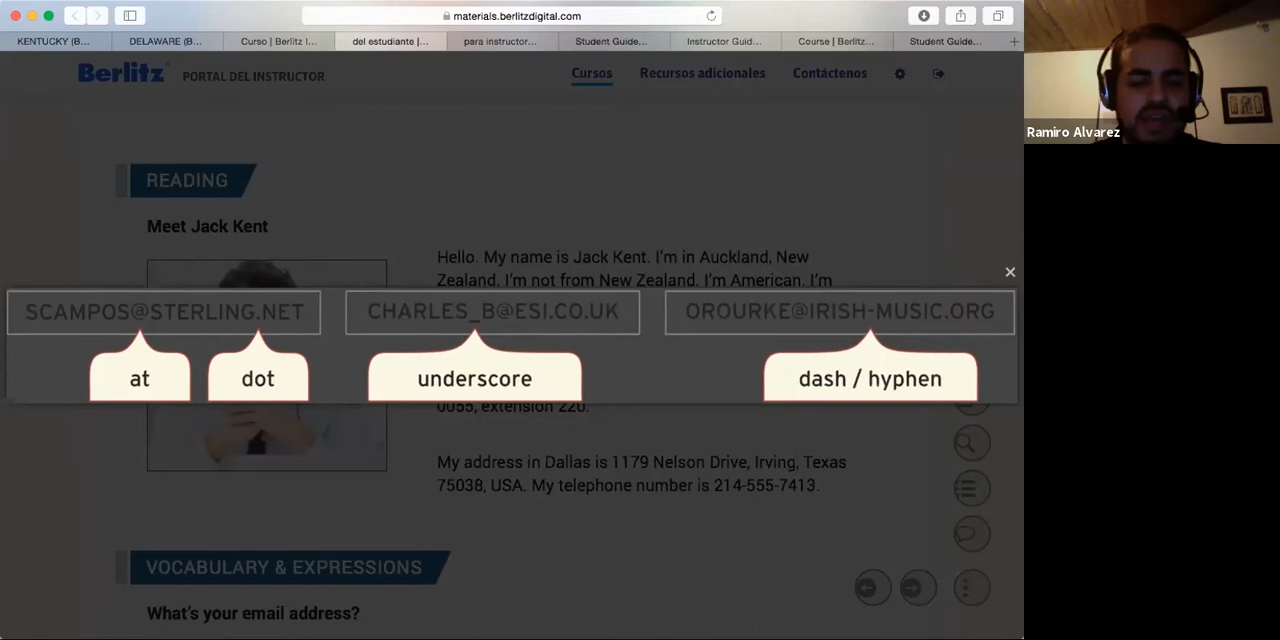 materials.berlitzdigital.com
KENTUCKY (B...
DELAWARE (B...
Curso | Berlitz I...
del estudiante |...
para instructor...
Student Guide...
Instructor Guid...
Course | Berlitz...
Student Guide...
Berlitz® PORTAL DEL INSTRUCTOR
Cursos
Recursos adicionales
Contáctenos
Ramiro Alvarez
READING
Meet Jack Kent
Hello. My name is Jack Kent. I'm in Auckland, New
Zealand. I'm not from New Zealand. I'm American. I'm
SCAMPOS@STERLING.NET
CHARLES_B@ESI.CO.UK
OROURKE@IRISH-MUSIC.ORG
at
dot
underscore
dash / hyphen
0055, extension 220.
My address in Dallas is 1179 Nelson Drive, Irving, Texas
75038, USA. My telephone number is 214-555-7413.
VOCABULARY & EXPRESSIONS
What's your email address?